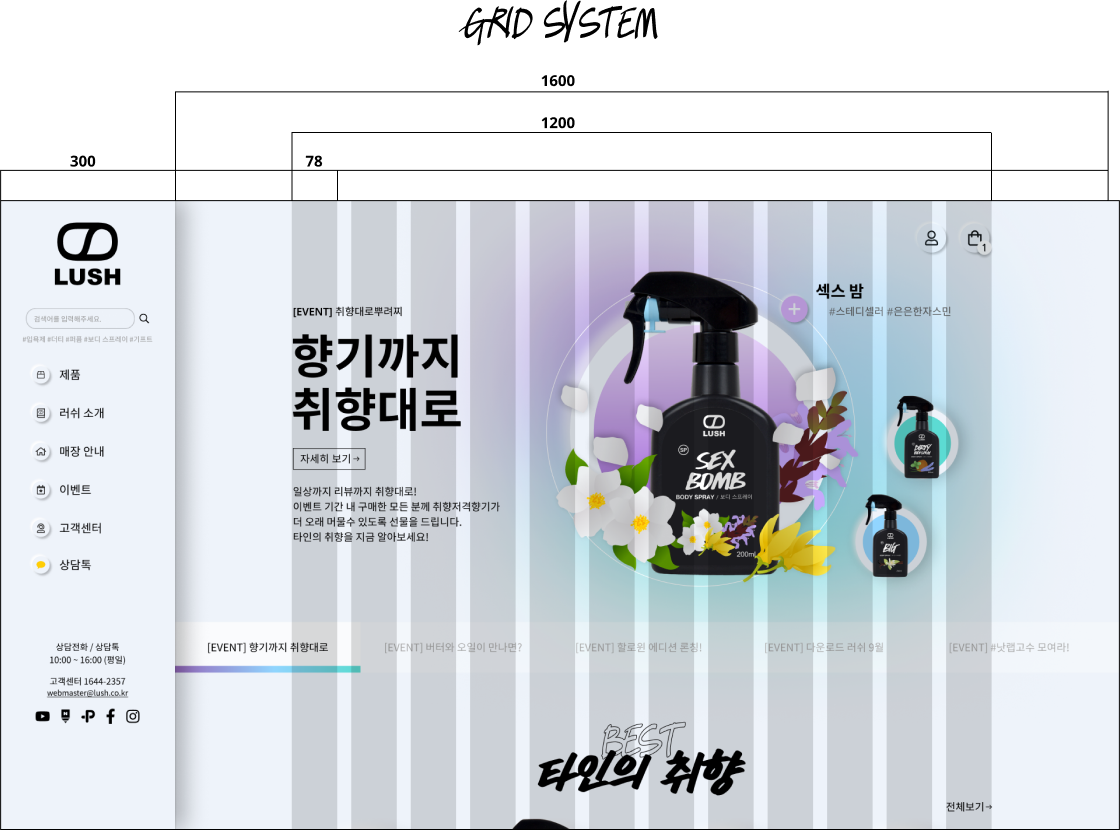 GRID SYSTEM
1600
1200
300
78
LUSH
검색어를 입력해주세요.
#입욕제 #더티 #퍼퓸 #보디 스프레이 #기프트
제품
러쉬 소개
매장 안내
이벤트
고객센터
상담톡
상담전화 / 상담톡
10:00 ~ 16:00 (평일)
고객센터 1644-2357
webmaster@lush.co.kr
1
[EVENT] 취향대로뿌려찌
향기까지
취향대로
자세히 보기→
일상까지 리뷰까지 취향대로!
이벤트 기간 내 구매한 모든 분께 취향저격향기가
더 오래 머물수 있도록 선물을 드립니다.
타인의 취향을 지금 알아보세요!
섹스 밤
#스테디셀러 #은은한자스민
LUSH
SP
SEX
BOMB
BODY SPRAY / 보디 스프레이
200ml
DIRTY
BIG
[EVENT] 향기까지 취향대로
[EVENT] 버터와 오일이 만나면?
[EVENT] 할로윈 에디션 론칭!
[EVENT] 다운로드 러쉬 9월
[EVENT] #낫랩고수 모여라!
BEST
타인의 취향
전체보기→